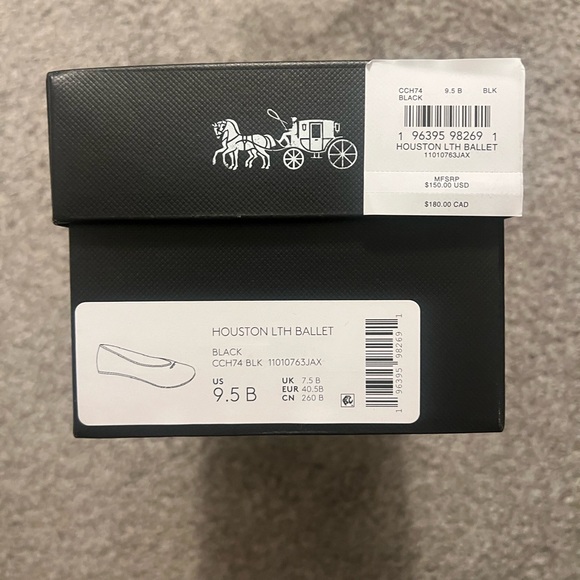 CCH74 9.5 B BLK
BLACK
1 96395 98269 1
HOUSTON LTH BALLET
11010763JAX
MFSRP
$150.00 USD
$180.00 CAD
HOUSTON LTH BALLET
BLACK
CCH74 BLK 11010763JAX
US UK 7.5 B
9.5 B EUR 40.5B
CN 260 B
1 96395 98269 1